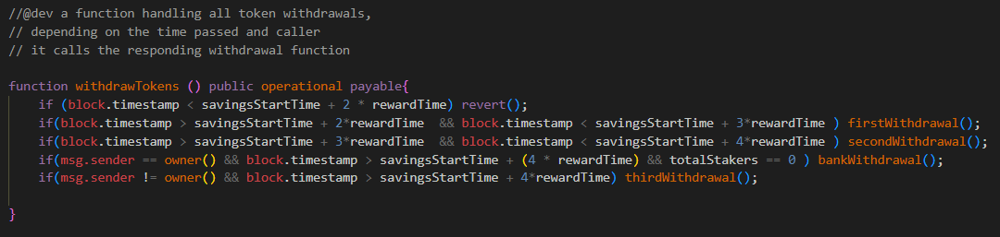 //@dev a function handling all token withdrawals,
// depending on the time passed and caller
// it calls the responding withdrawal function
function withdrawTokens () public operational payable{
if (block.timestamp < savingsStartTime + 2 * rewardTime) revert();
if(block.timestamp > savingsStartTime + 2*rewardTime  && block.timestamp < savingsStartTime + 3*rewardTime ) firstWithdrawal();
if(block.timestamp > savingsStartTime + 3*rewardTime  && block.timestamp < savingsStartTime + 4*rewardTime ) secondWithdrawal();
if(msg.sender == owner() && block.timestamp > savingsStartTime + (4 * rewardTime) && totalStakers == 0 ) bankWithdrawal();
if(msg.sender != owner() && block.timestamp > savingsStartTime + 4*rewardTime) thirdWithdrawal();
}